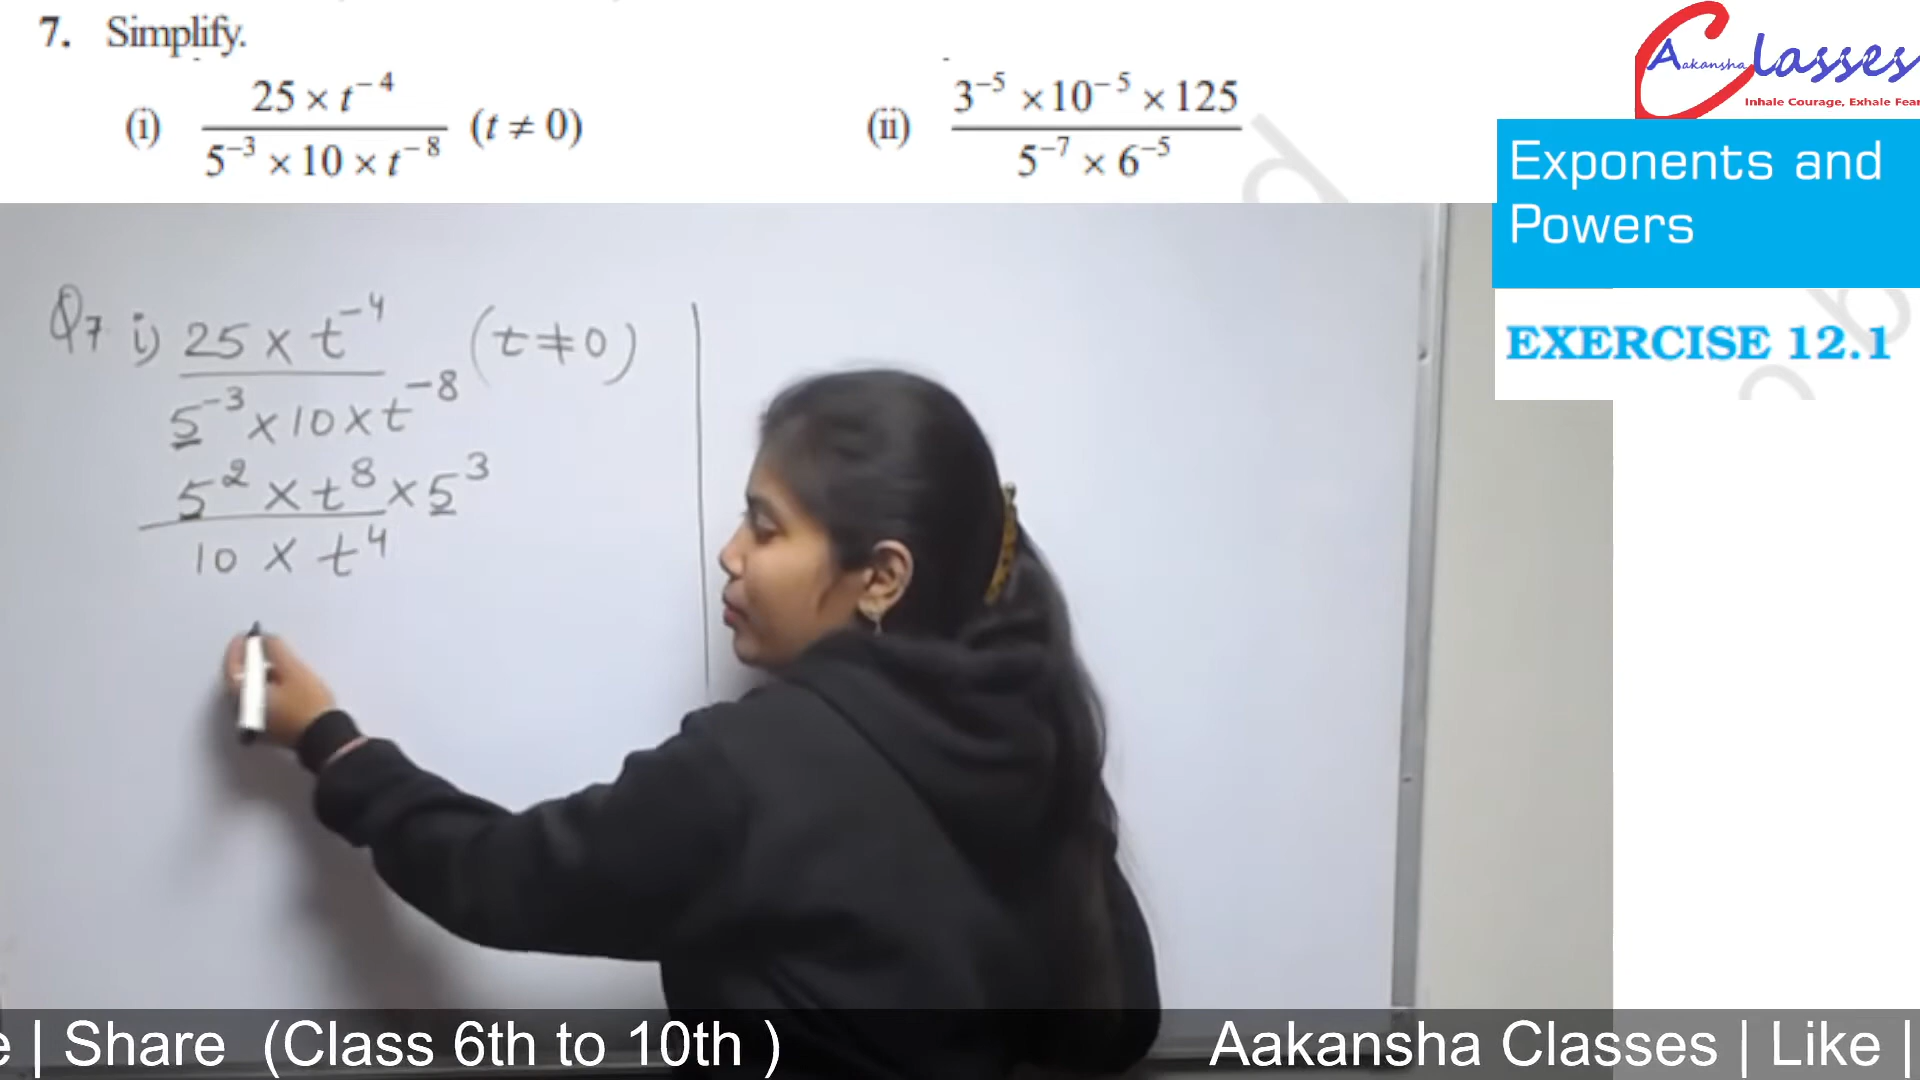 7. Simplify.
(i) 25 × t⁻⁴ / 5⁻³ × 10 × t⁻⁸ (t ≠ 0)
(ii) 3⁻⁵ × 10⁻⁵ × 125 / 5⁻⁷ × 6⁻⁵
Aakansha Classes
Inhale Courage, Exhale Fear
Exponents and
Powers
EXERCISE 12.1
Q7 i) 25 × t⁻⁴ / 5⁻³ × 10 × t⁻⁸ (t ≠ 0)
5² × t⁸ × 5³ / 10 × t⁴
| Share (Class 6th to 10th ) Aakansha Classes | Like |